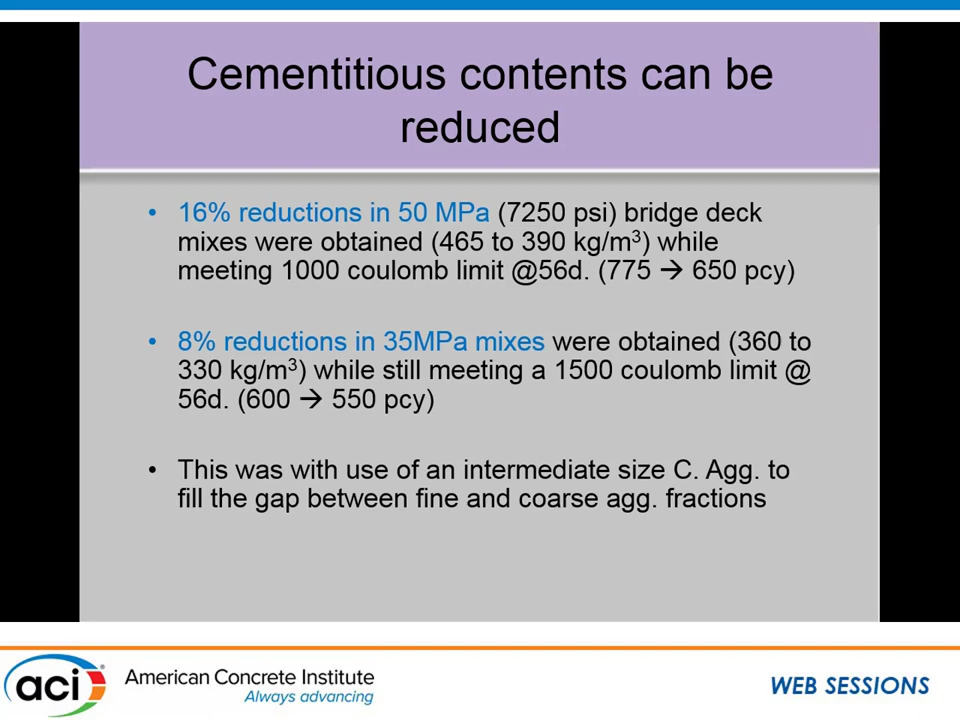 Cementitious contents can be
reduced
• 16% reductions in 50 MPa (7250 psi) bridge deck
mixes were obtained (465 to 390 kg/m³) while
meeting 1000 coulomb limit @56d. (775 → 650 pcy)
• 8% reductions in 35MPa mixes were obtained (360 to
330 kg/m³) while still meeting a 1500 coulomb limit @
56d. (600 → 550 pcy)
• This was with use of an intermediate size C. Agg. to
fill the gap between fine and coarse agg. fractions
aci
American Concrete Institute
Always advancing
WEB SESSIONS